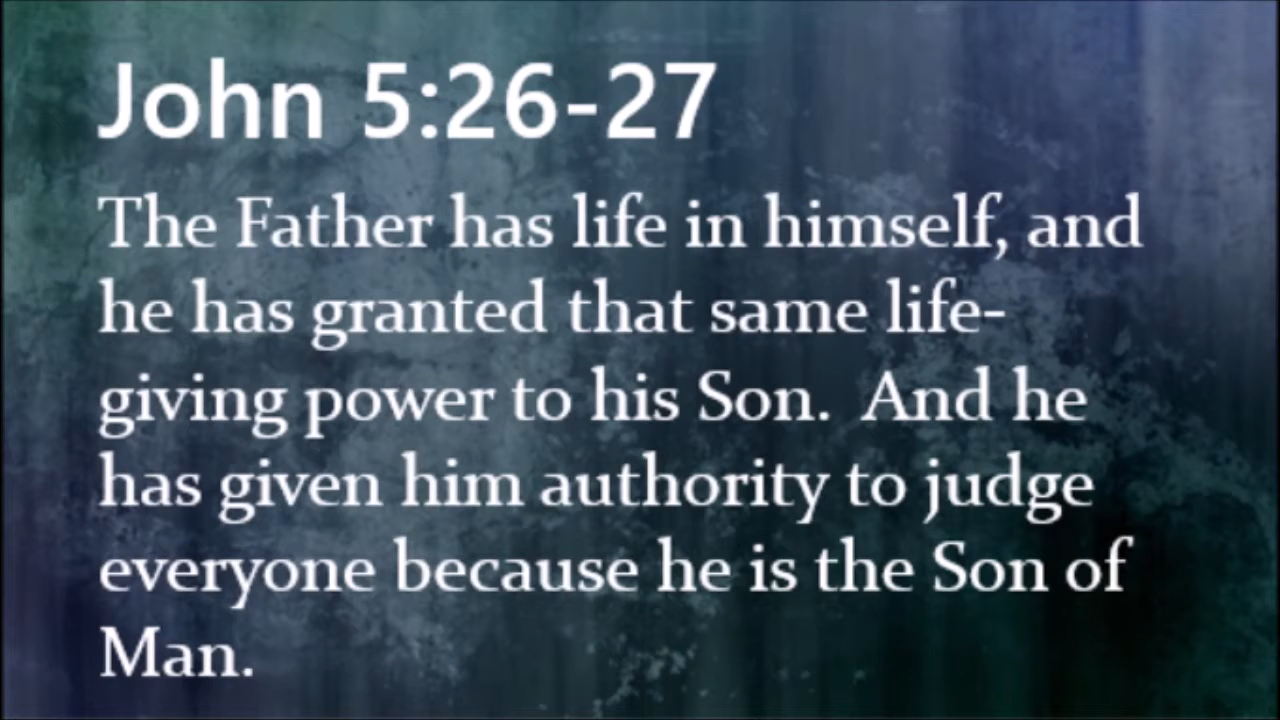 John 5:26-27
The Father has life in himself, and
he has granted that same life-
giving power to his Son.  And he
has given him authority to judge
everyone because he is the Son of
Man.